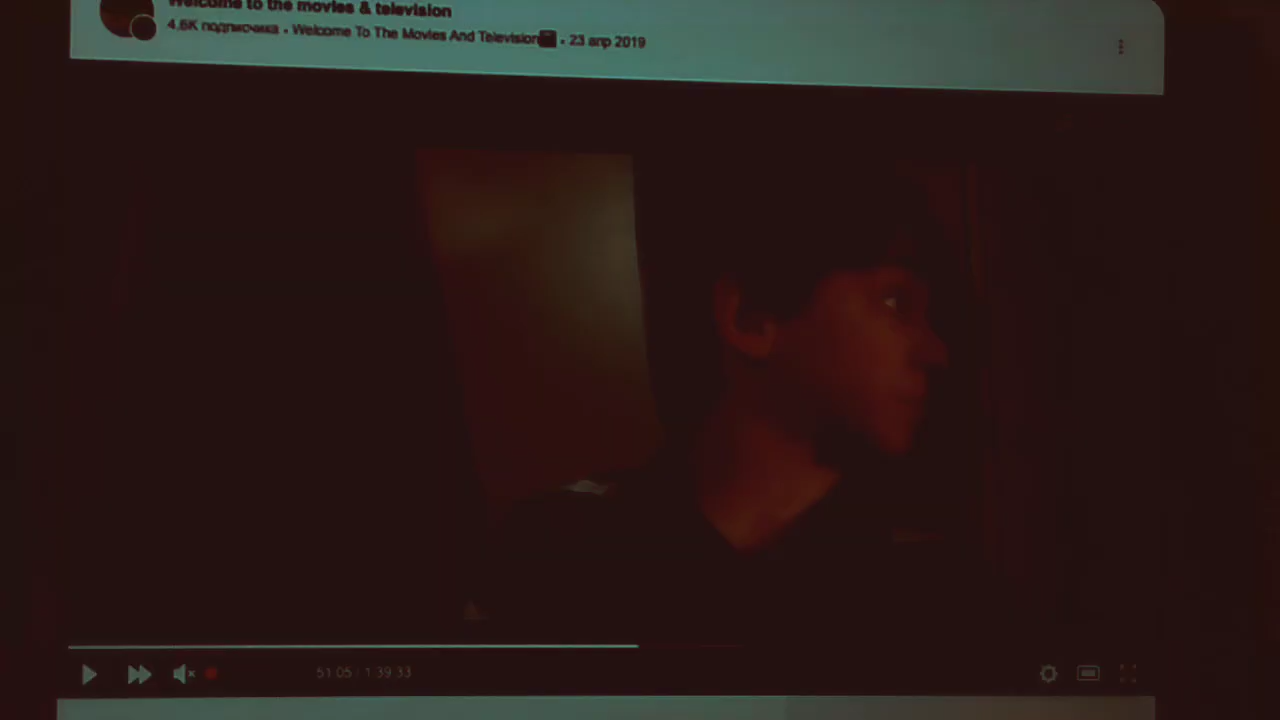 Welcome to the movies & television
4.6K подписчика • Welcome To The Movies And Television • 23 апр 2019
51:05 / 1:39:33